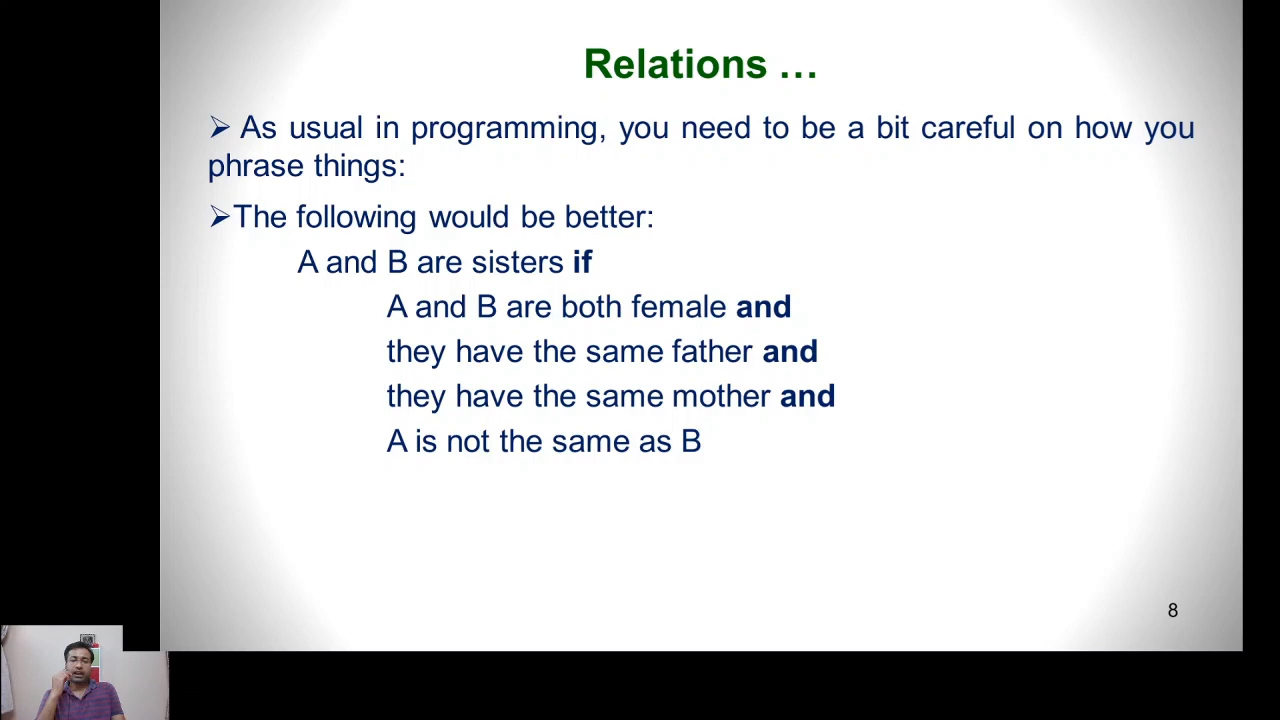 Relations …
➢ As usual in programming, you need to be a bit careful on how you
phrase things:
➢The following would be better:
A and B are sisters if
A and B are both female and
they have the same father and
they have the same mother and
A is not the same as B
8